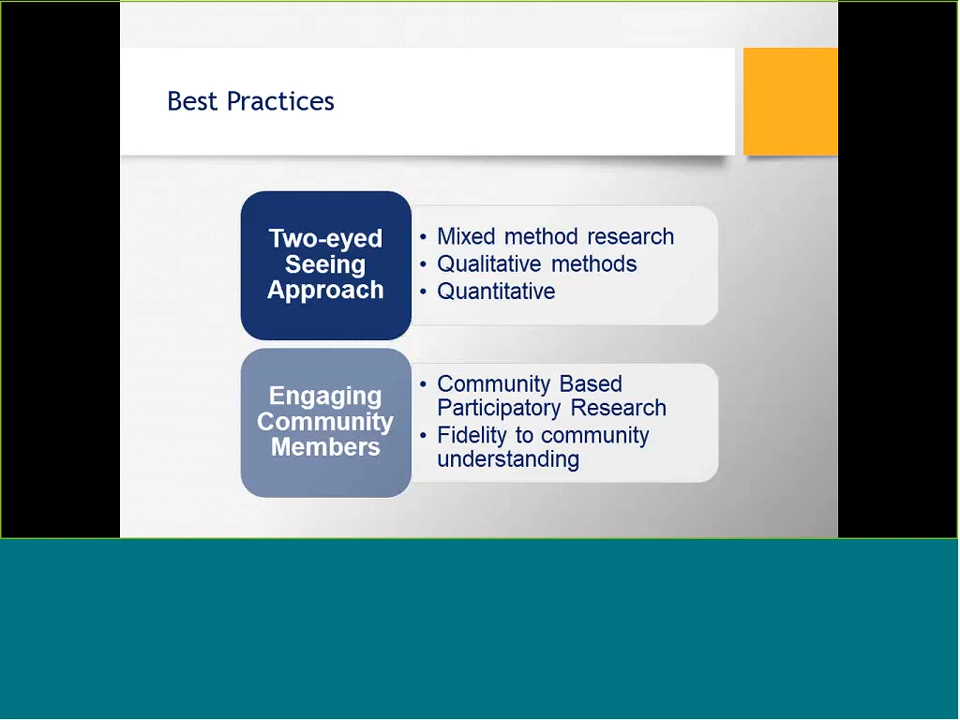 Best Practices
Two-eyed
Seeing
Approach
• Mixed method research
• Qualitative methods
• Quantitative
Engaging
Community
Members
• Community Based
Participatory Research
• Fidelity to community
understanding